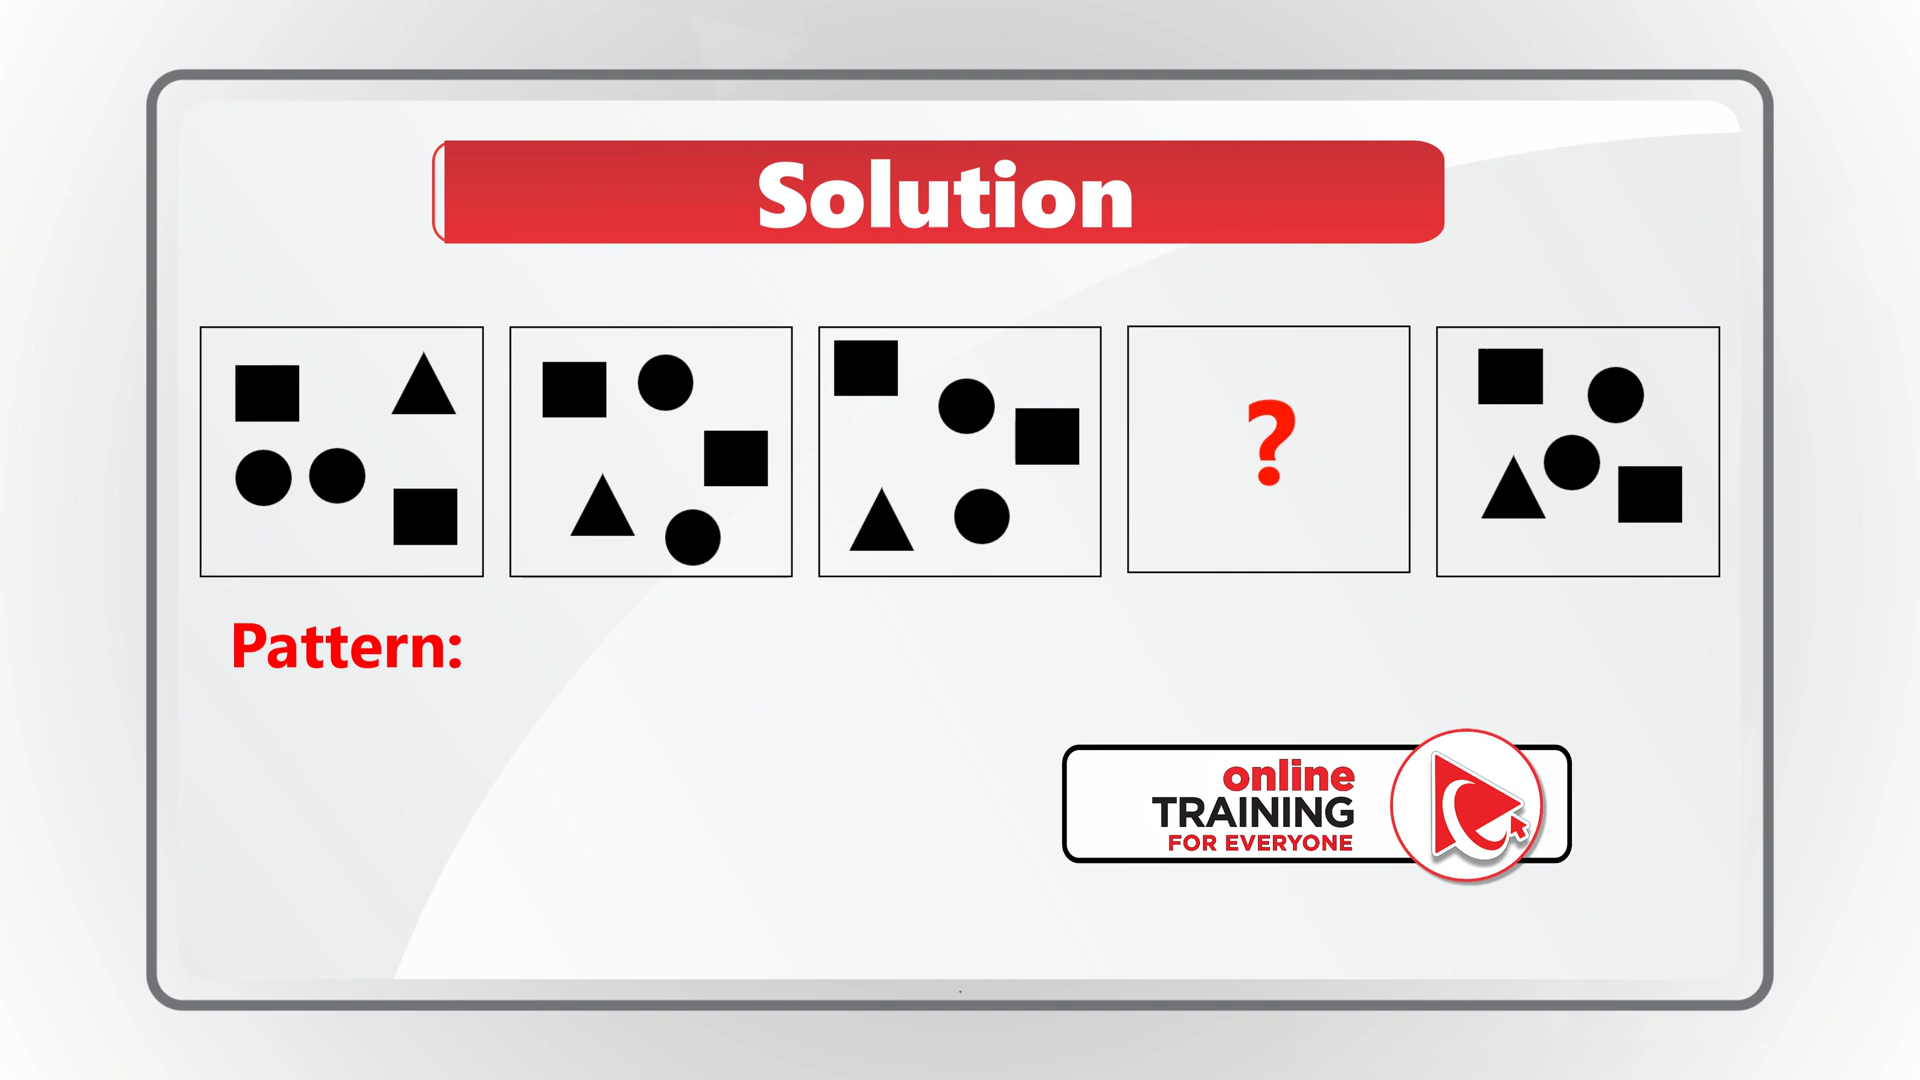 Solution
?
Pattern:
online
TRAINING
FOR EVERYONE